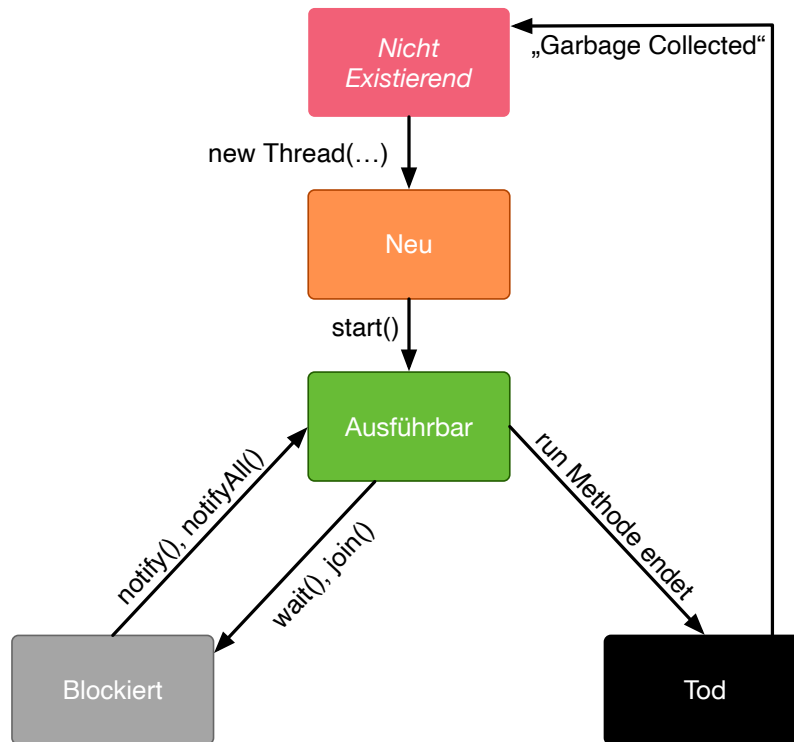 Nicht
Existierend
„Garbage Collected“
new Thread(…)
Neu
start()
Ausführbar
notify(), notifyAll()
wait(), join()
run Methode endet
Blockiert
Tod